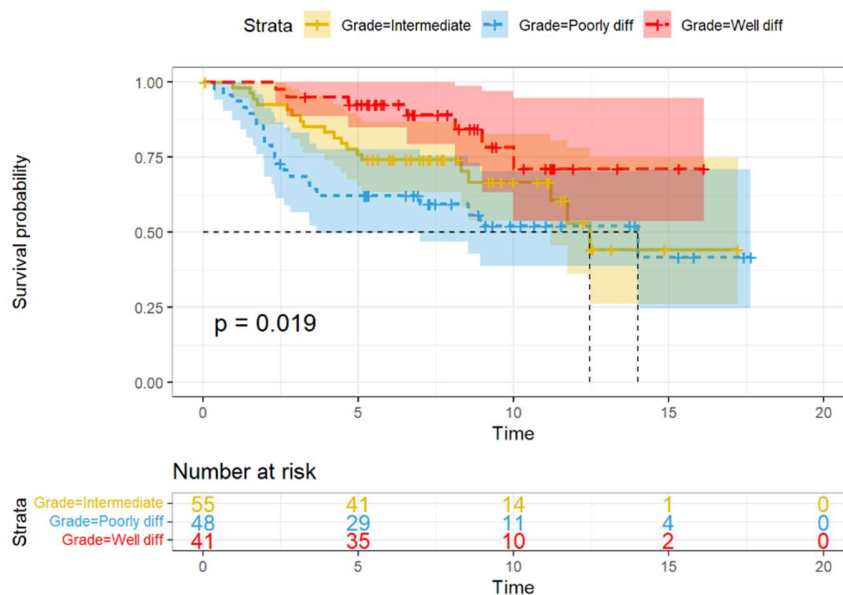 Strata Grade=Intermediate Grade=Poorly diff Grade=Well diff
Survival probability
1.00
0.75
0.50
0.25
0.00
p = 0.019
0 5 10 15 20
Time
Number at risk
Strata
Grade=Intermediate 55 41 14 1 0
Grade=Poorly diff 48 29 11 4 0
Grade=Well diff 41 35 10 2 0
0 5 10 15 20
Time